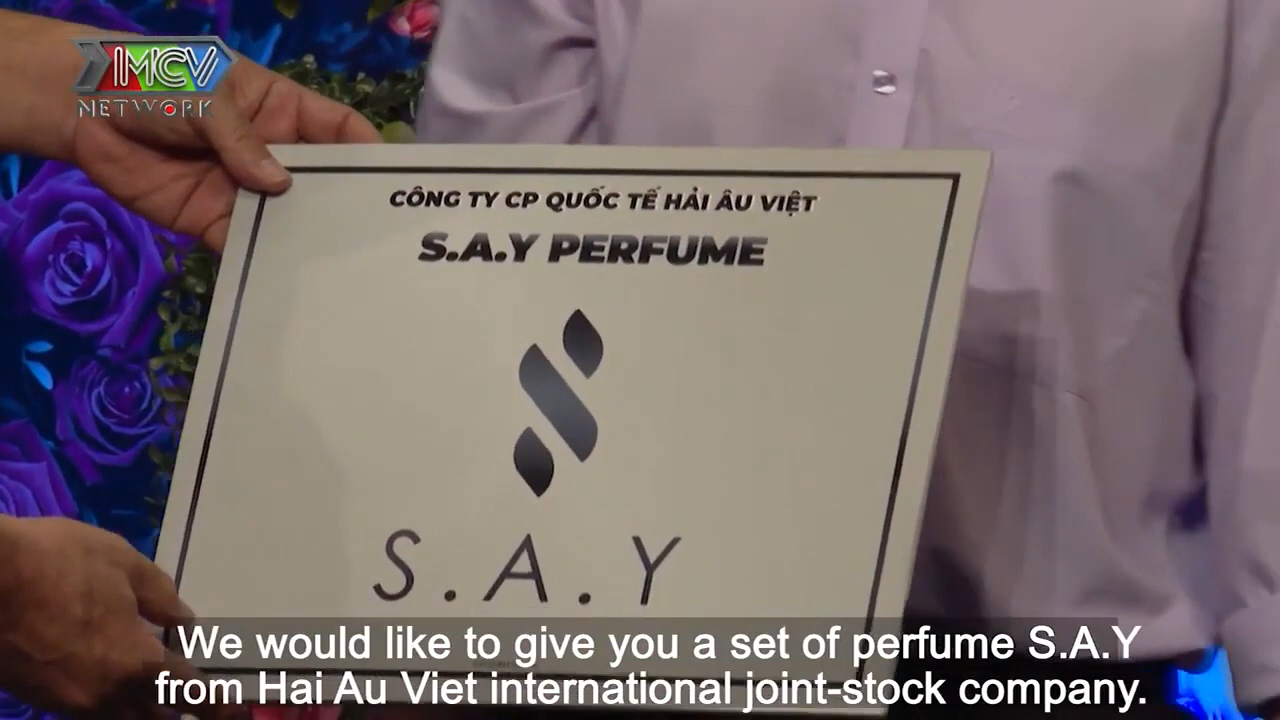 MCV
NETWORK
CÔNG TY CP QUỐC TẾ HẢI ÂU VIỆT
S.A.Y PERFUME
S.A.Y
We would like to give you a set of perfume S.A.Y
from Hai Au Viet international joint-stock company.